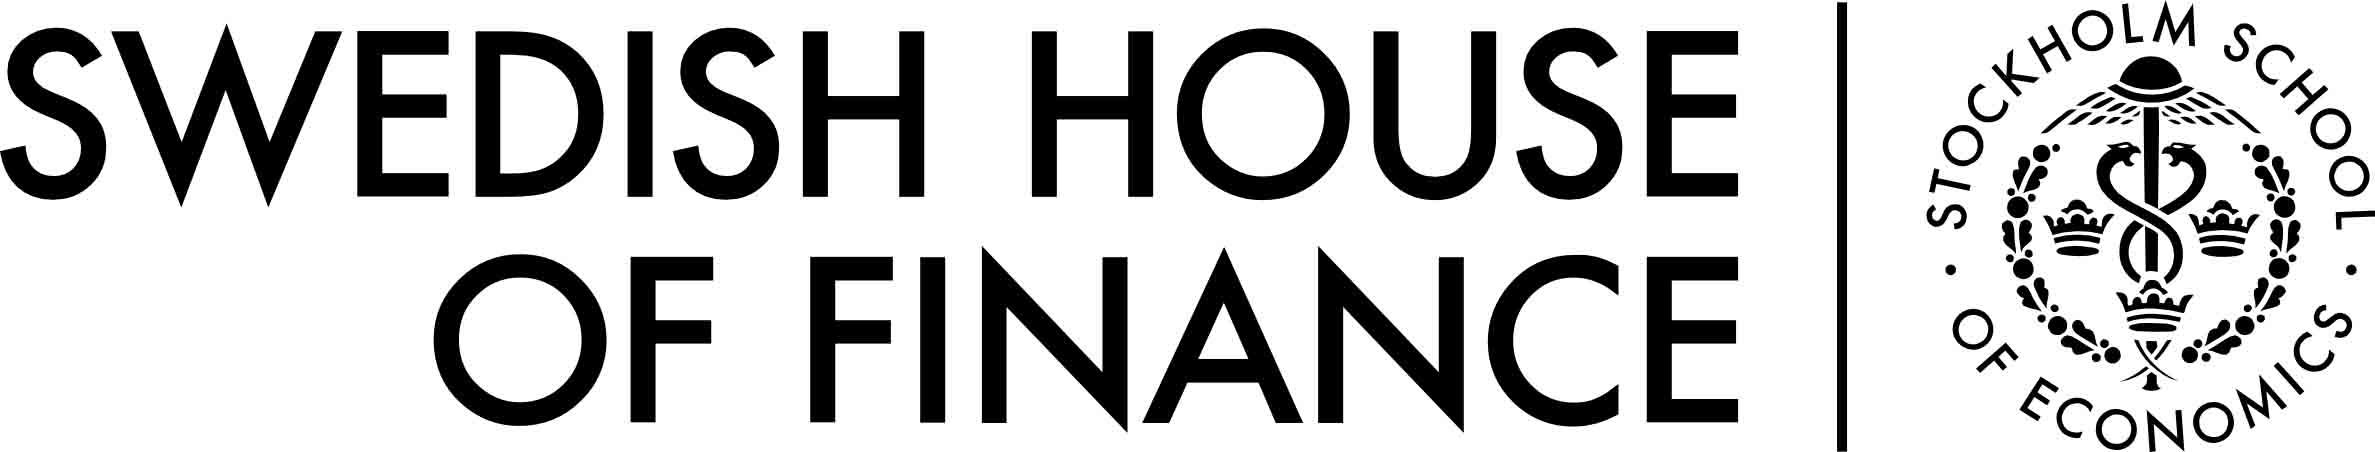 SWEDISH HOUSE
OF FINANCE
STOCKHOLM SCHOOL
· OF ECONOMICS ·